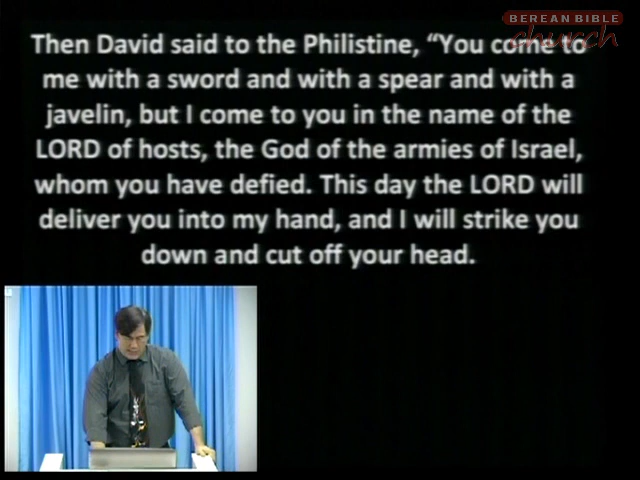 BEREAN BIBLE
church
Then David said to the Philistine, “You come to
me with a sword and with a spear and with a
javelin, but I come to you in the name of the
LORD of hosts, the God of the armies of Israel,
whom you have defied. This day the LORD will
deliver you into my hand, and I will strike you
down and cut off your head.